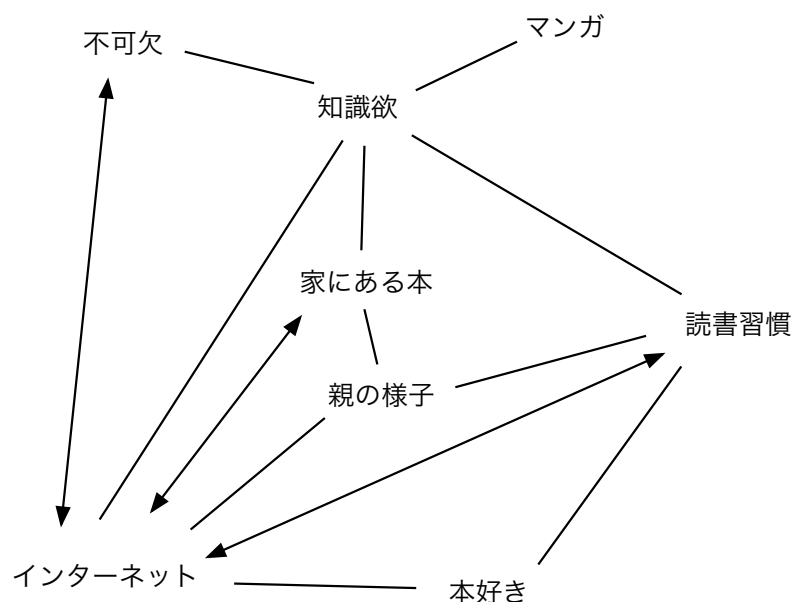 マンガ
不可欠
知識欲
家にある本
読書習慣
親の様子
インターネット
本好き